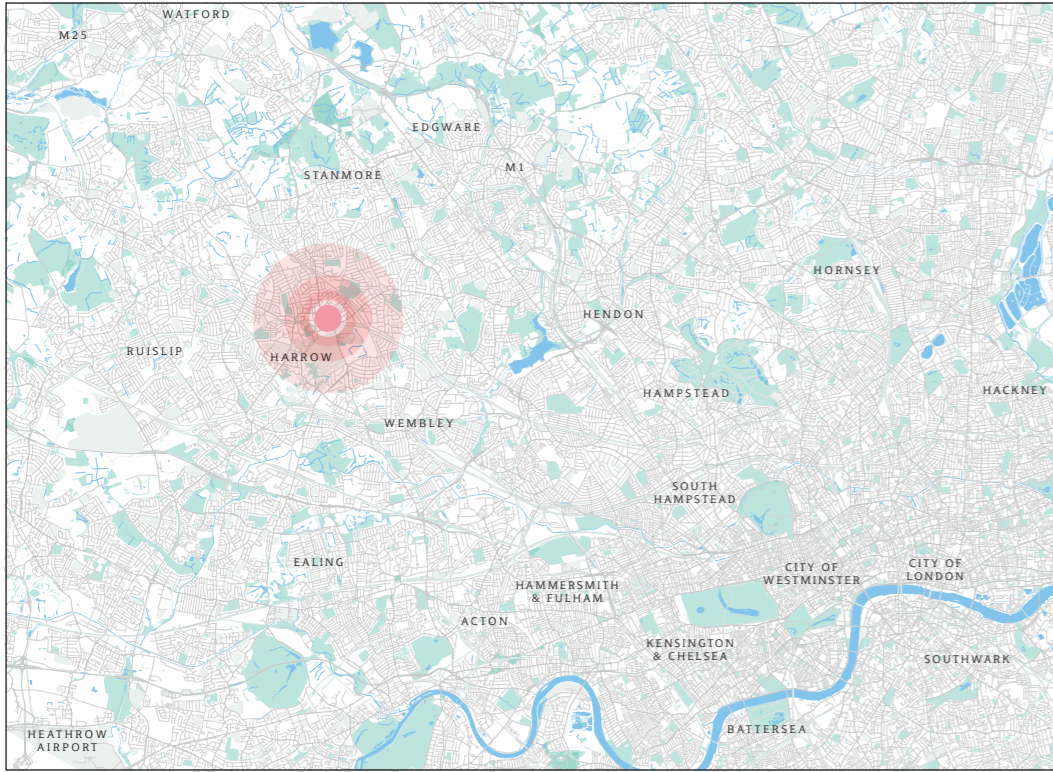 WATFORD
M25
EDGWARE
M1
STANMORE
HORNSEY
HENDON
RUISLIP
HARROW
HAMPSTEAD
HACKNEY
WEMBLEY
SOUTH
HAMPSTEAD
EALING
CITY OF
WESTMINSTER
CITY OF
LONDON
HAMMERSMITH
& FULHAM
ACTON
KENSINGTON
& CHELSEA
SOUTHWARK
BATTERSEA
HEATHROW
AIRPORT